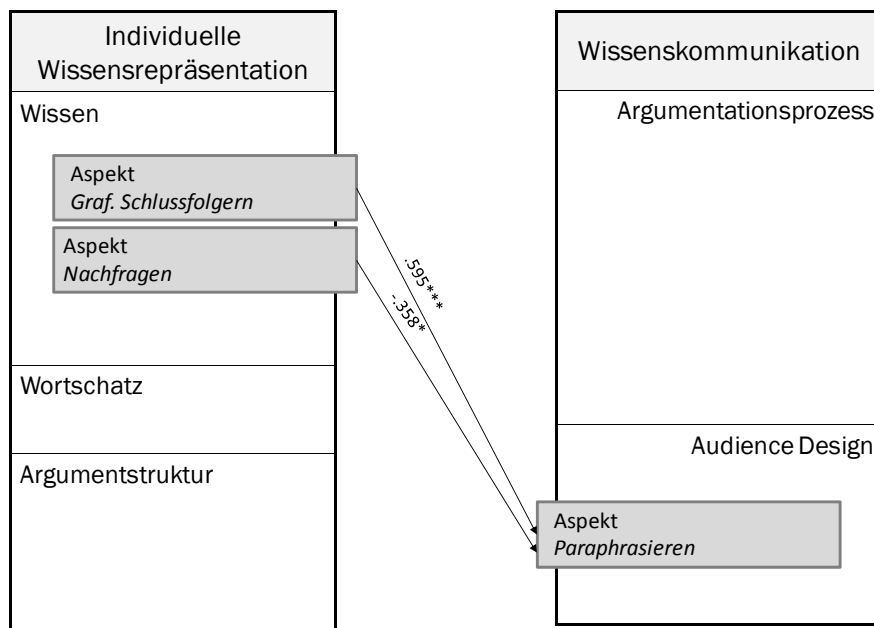 Individuelle
Wissensrepräsentation
Wissen
Aspekt
Graf. Schlussfolgern
Aspekt
Nachfragen
Wortschatz
Argumentstruktur
.595***
-.358*
Wissenskommunikation
Argumentationsprozess
Audience Design
Aspekt
Paraphrasieren